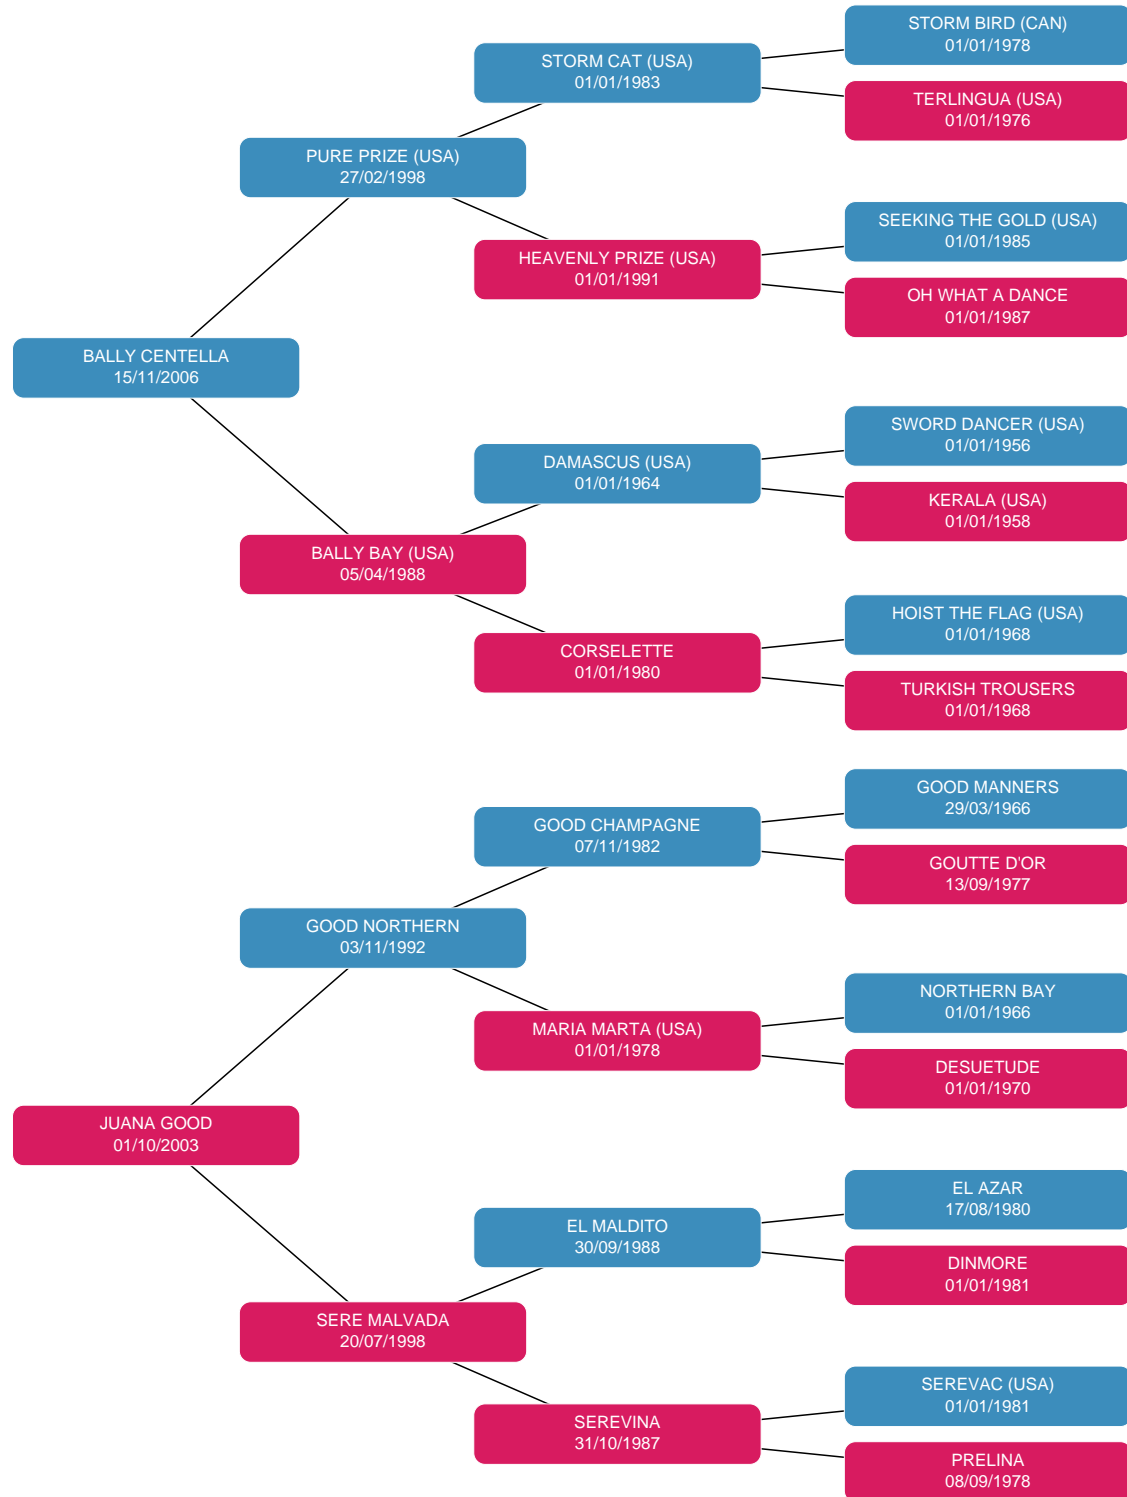 STORM BIRD (CAN)
01/01/1978
STORM CAT (USA)
01/01/1983
TERLINGUA (USA)
01/01/1976
PURE PRIZE (USA)
27/02/1998
SEEKING THE GOLD (USA)
01/01/1985
HEAVENLY PRIZE (USA)
01/01/1991
OH WHAT A DANCE
01/01/1987
BALLY CENTELLA
15/11/2006
SWORD DANCER (USA)
01/01/1956
DAMASCUS (USA)
01/01/1964
KERALA (USA)
01/01/1958
BALLY BAY (USA)
05/04/1988
HOIST THE FLAG (USA)
01/01/1968
CORSELETTE
01/01/1980
TURKISH TROUSERS
01/01/1968
GOOD MANNERS
29/03/1966
GOOD CHAMPAGNE
07/11/1982
GOUTTE D'OR
13/09/1977
GOOD NORTHERN
03/11/1992
NORTHERN BAY
01/01/1966
MARIA MARTA (USA)
01/01/1978
DESUETUDE
01/01/1970
JUANA GOOD
01/10/2003
EL AZAR
17/08/1980
EL MALDITO
30/09/1988
DINMORE
01/01/1981
SERE MALVADA
20/07/1998
SEREVAC (USA)
01/01/1981
SEREVINA
31/10/1987
PRELINA
08/09/1978